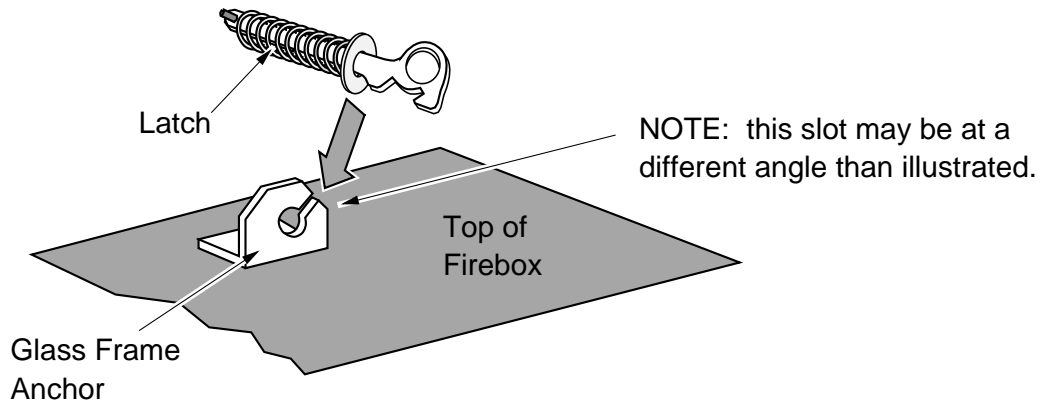 Latch
NOTE:  this slot may be at a
different angle than illustrated.
Top of
Firebox
Glass Frame
Anchor